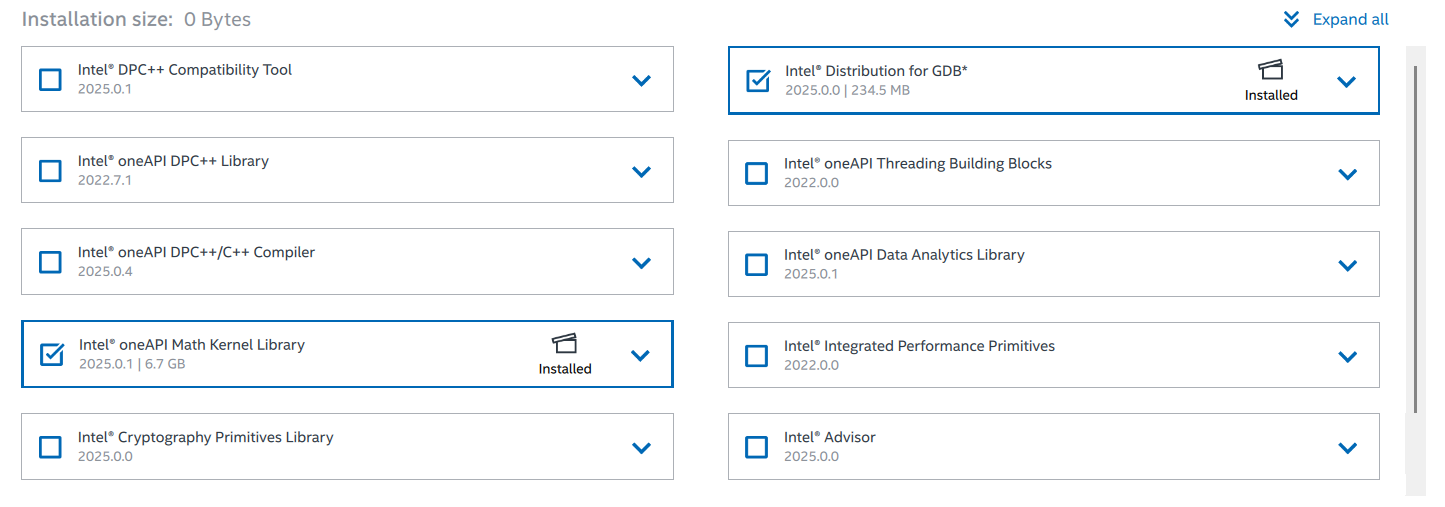 Installation size: 0 Bytes
Expand all
Intel® DPC++ Compatibility Tool
2025.0.1
Intel® Distribution for GDB*
2025.0.0 | 234.5 MB
Installed
Intel® oneAPI DPC++ Library
2022.7.1
Intel® oneAPI Threading Building Blocks
2022.0.0
Intel® oneAPI DPC++/C++ Compiler
2025.0.4
Intel® oneAPI Data Analytics Library
2025.0.1
Intel® oneAPI Math Kernel Library
2025.0.1 | 6.7 GB
Installed
Intel® Integrated Performance Primitives
2022.0.0
Intel® Cryptography Primitives Library
2025.0.0
Intel® Advisor
2025.0.0